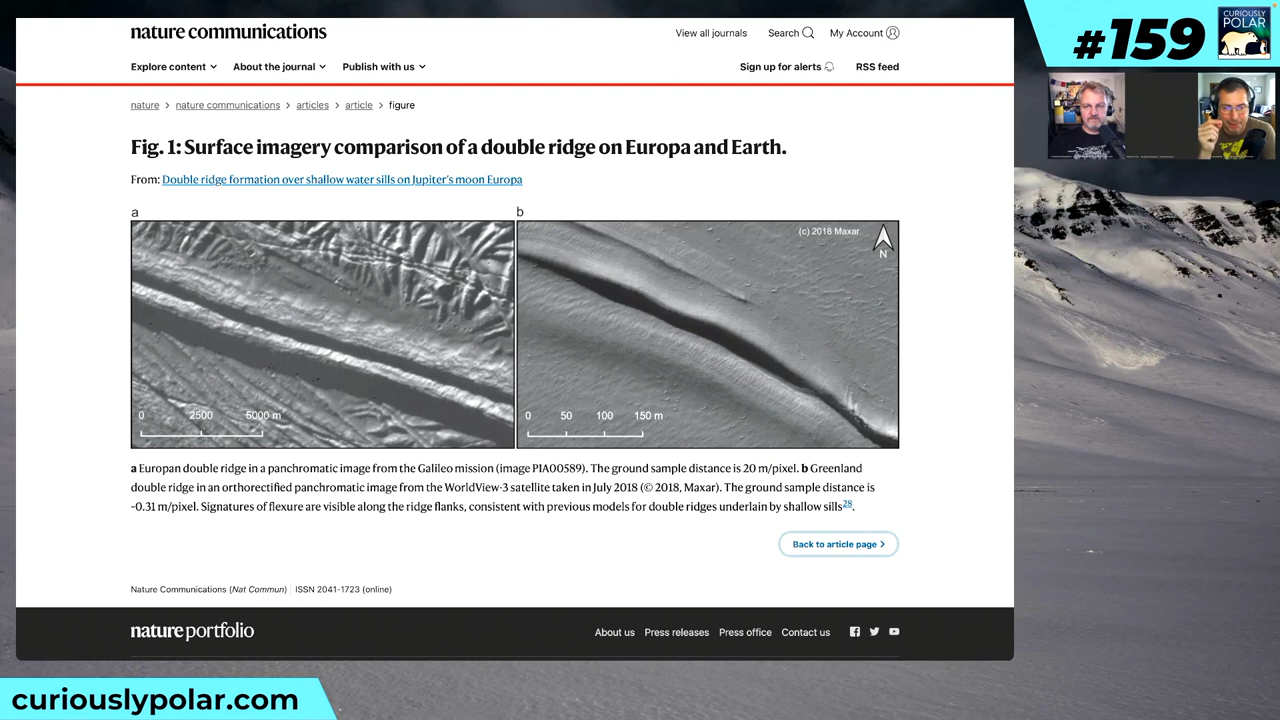 nature communications
View all journals
Search
My Account
Explore content
About the journal
Publish with us
Sign up for alerts
RSS feed
nature > nature communications > articles > article > figure
Fig. 1: Surface imagery comparison of a double ridge on Europa and Earth.
From: Double ridge formation over shallow water sills on Jupiter's moon Europa
a
b
(c) 2018 Maxar
N
0 2500 5000 m
0 50 100 150 m
a Europan double ridge in a panchromatic image from the Galileo mission (image PIA00589). The ground sample distance is 20 m/pixel. b Greenland
double ridge in an orthorectified panchromatic image from the WorldView-3 satellite taken in July 2018 (© 2018, Maxar). The ground sample distance is
~0.31 m/pixel. Signatures of flexure are visible along the ridge flanks, consistent with previous models for double ridges underlain by shallow sills28.
Back to article page >
Nature Communications (Nat Commun) | ISSN 2041-1723 (online)
nature portfolio
About us
Press releases
Press office
Contact us
#159
CURIOUSLY
POLAR
curiouslypolar.com